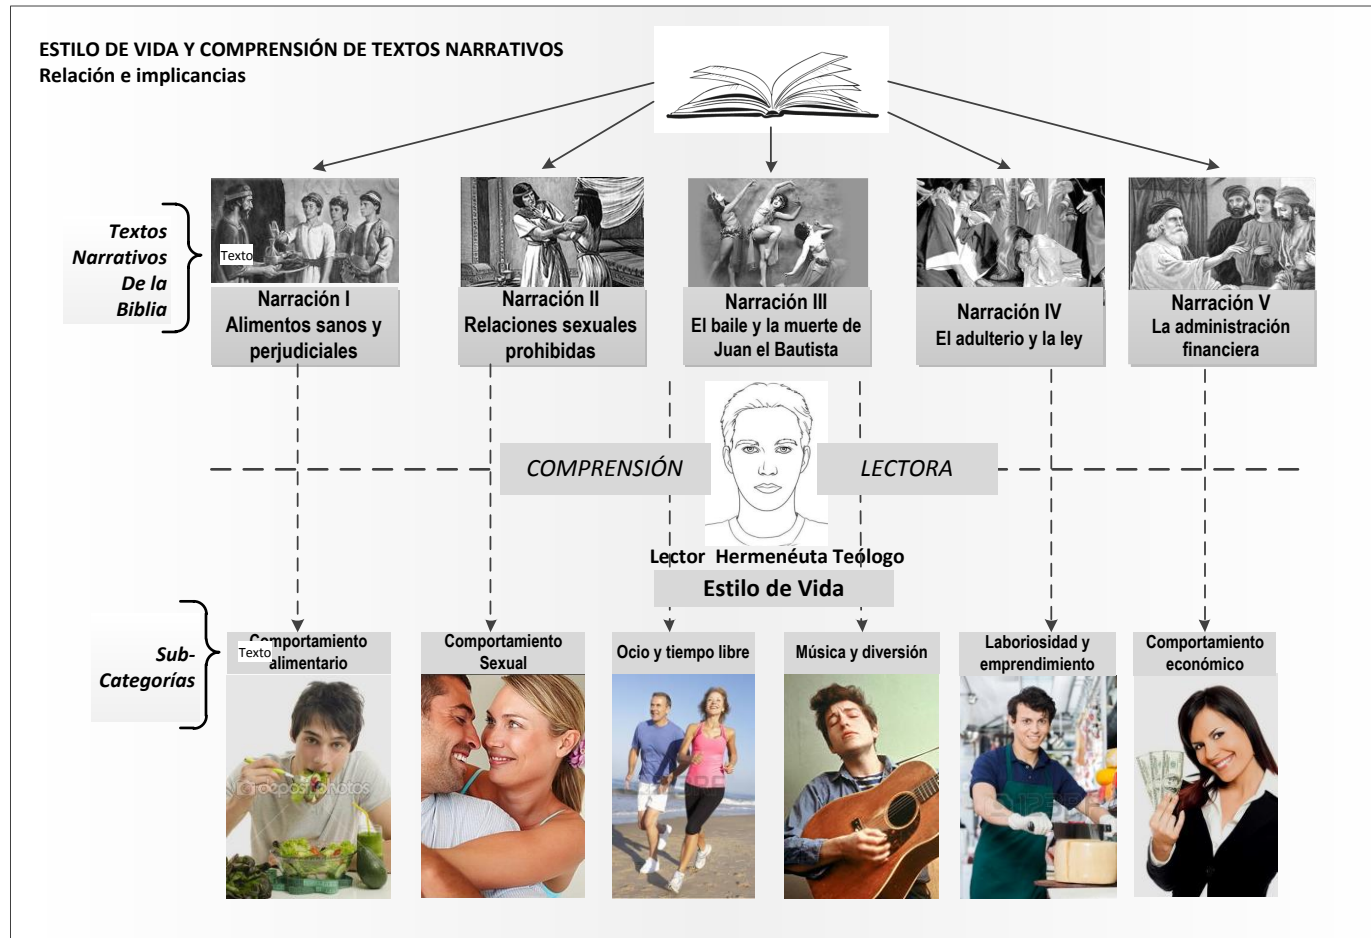 ESTILO DE VIDA Y COMPRENSIÓN DE TEXTOS NARRATIVOS
Relación e implicancias
Textos
Narrativos
De la
Biblia
Texto
Narración I
Alimentos sanos y
perjudiciales
Narración II
Relaciones sexuales
prohibidas
Narración III
El baile y la muerte de
Juan el Bautista
Narración IV
El adulterio y la ley
Narración V
La administración
financiera
COMPRENSIÓN
LECTORA
Lector Hermenéuta Teólogo
Estilo de Vida
Sub-
Categorías
Comportamiento
alimentario
Texto
Comportamiento
Sexual
Ocio y tiempo libre
Música y diversión
Laboriosidad y
emprendimiento
Comportamiento
económico
depositphotos